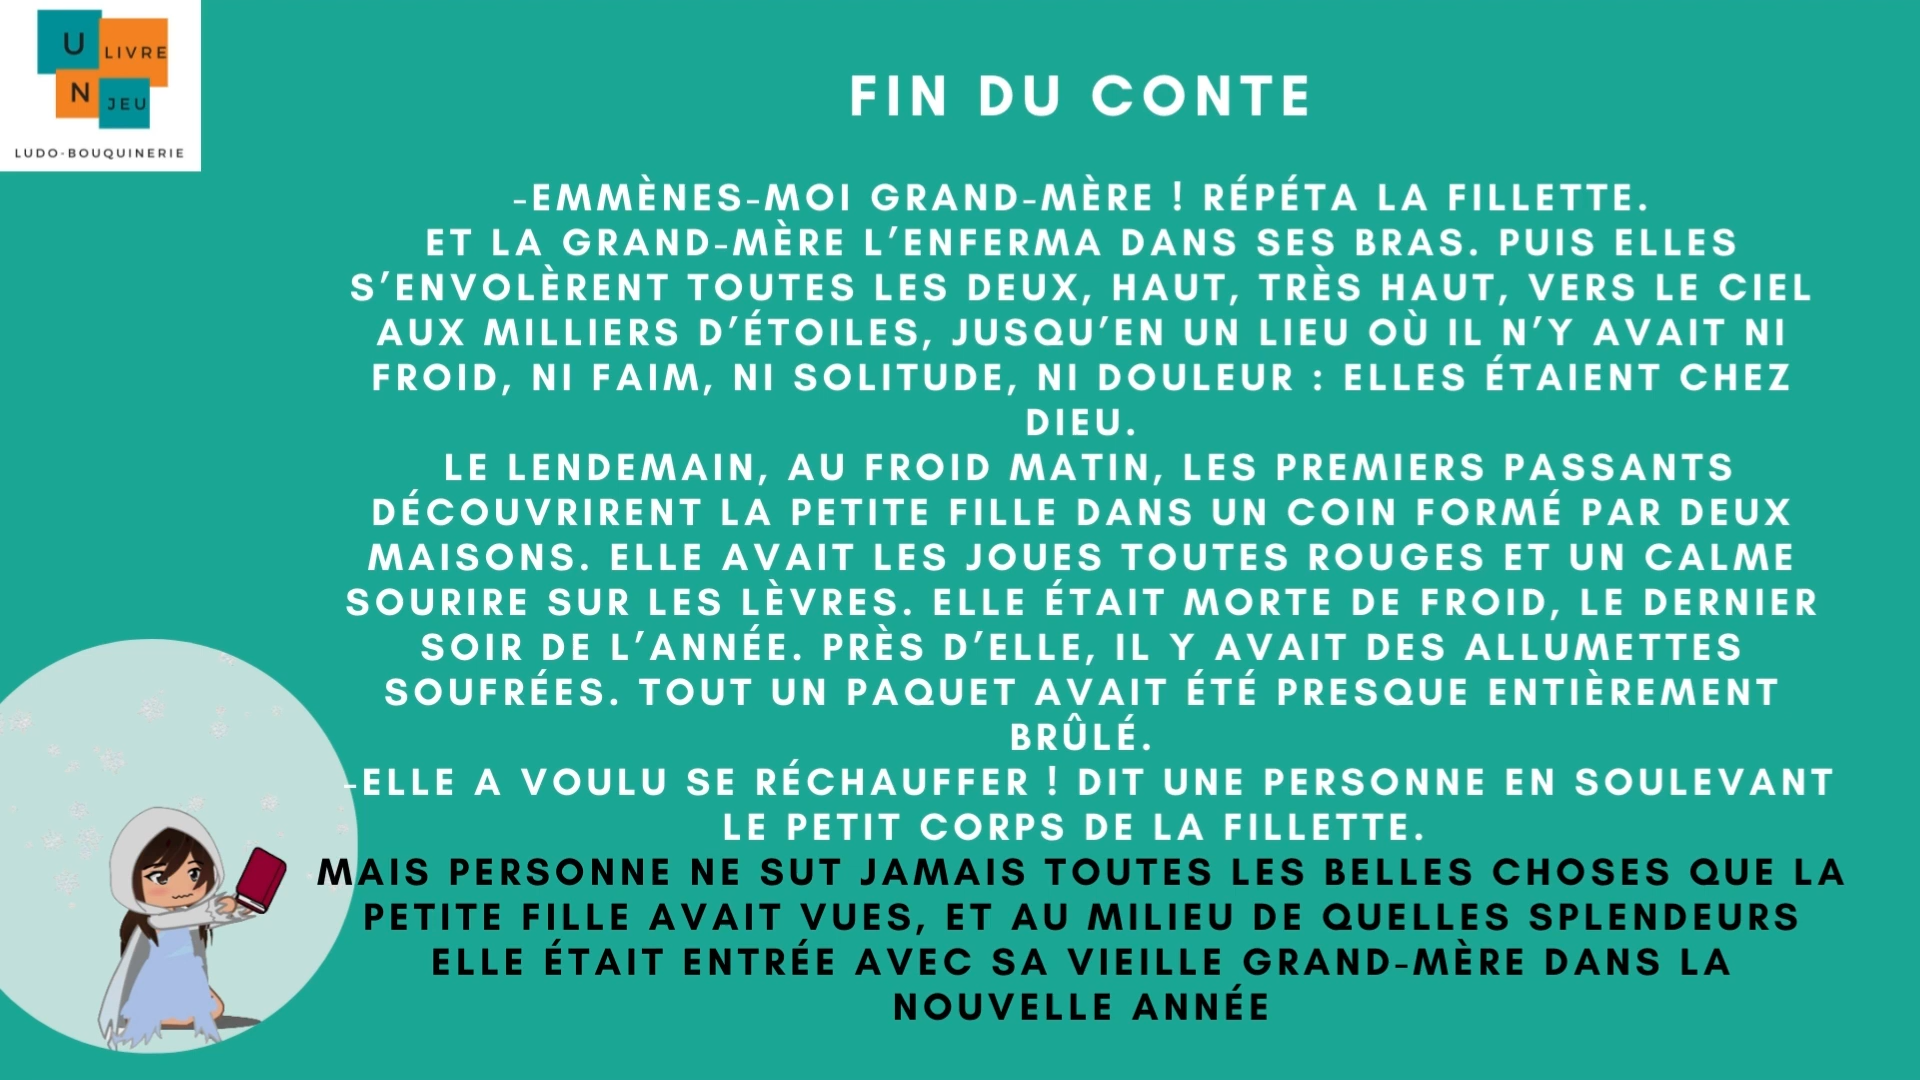 U LIVRE
N JEU
LUDO-BOUQUINERIE
FIN DU CONTE
-EMMÈNES-MOI GRAND-MÈRE ! RÉPÉTA LA FILLETTE.
ET LA GRAND-MÈRE L’ENFERMA DANS SES BRAS. PUIS ELLES
S’ENVOLÈRENT TOUTES LES DEUX, HAUT, TRÈS HAUT, VERS LE CIEL
AUX MILLIERS D’ÉTOILES, JUSQU’EN UN LIEU OÙ IL N’Y AVAIT NI
FROID, NI FAIM, NI SOLITUDE, NI DOULEUR : ELLES ÉTAIENT CHEZ
DIEU.
LE LENDEMAIN, AU FROID MATIN, LES PREMIERS PASSANTS
DÉCOUVRIRENT LA PETITE FILLE DANS UN COIN FORMÉ PAR DEUX
MAISONS. ELLE AVAIT LES JOUES TOUTES ROUGES ET UN CALME
SOURIRE SUR LES LÈVRES. ELLE ÉTAIT MORTE DE FROID, LE DERNIER
SOIR DE L’ANNÉE. PRÈS D’ELLE, IL Y AVAIT DES ALLUMETTES
SOUFRÉES. TOUT UN PAQUET AVAIT ÉTÉ PRESQUE ENTIÈREMENT
BRÛLÉ.
-ELLE A VOULU SE RÉCHAUFFER ! DIT UNE PERSONNE EN SOULEVANT
LE PETIT CORPS DE LA FILLETTE.
MAIS PERSONNE NE SUT JAMAIS TOUTES LES BELLES CHOSES QUE LA
PETITE FILLE AVAIT VUES, ET AU MILIEU DE QUELLES SPLENDEURS
ELLE ÉTAIT ENTRÉE AVEC SA VIEILLE GRAND-MÈRE DANS LA
NOUVELLE ANNÉE